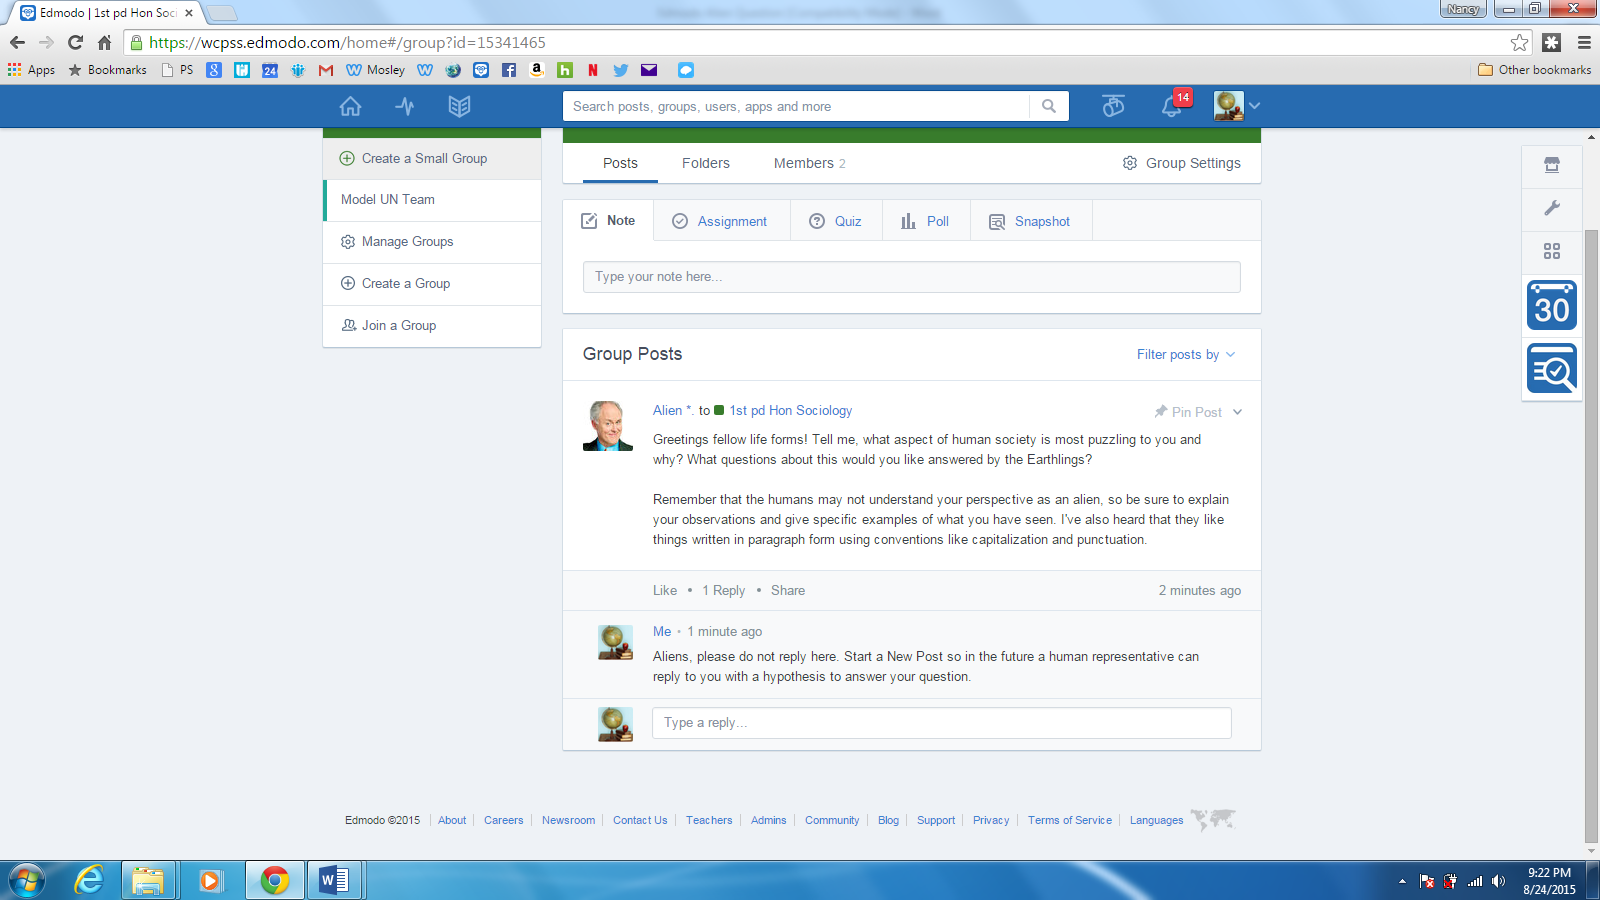 Edmodo | 1st pd Hon Soci
Nancy
https://wcpss.edmodo.com/home#/group?id=15341465
Apps Bookmarks PS 8 H 24 Mosley a h N Other bookmarks
Search posts, groups, users, apps and more
14
Create a Small Group
Model UN Team
Manage Groups
Create a Group
Join a Group
Posts Folders Members 2 Group Settings
Note Assignment Quiz Poll Snapshot
Type your note here...
30
Group Posts Filter posts by
Alien *. to 1st pd Hon Sociology Pin Post
Greetings fellow life forms! Tell me, what aspect of human society is most puzzling to you and
why? What questions about this would you like answered by the Earthlings?
Remember that the humans may not understand your perspective as an alien, so be sure to explain
your observations and give specific examples of what you have seen. I've also heard that they like
things written in paragraph form using conventions like capitalization and punctuation.
Like • 1 Reply • Share 2 minutes ago
Me • 1 minute ago
Aliens, please do not reply here. Start a New Post so in the future a human representative can
reply to you with a hypothesis to answer your question.
Type a reply...
Edmodo ©2015 About Careers Newsroom Contact Us Teachers Admins Community Blog Support Privacy Terms of Service Languages
9:22 PM
8/24/2015